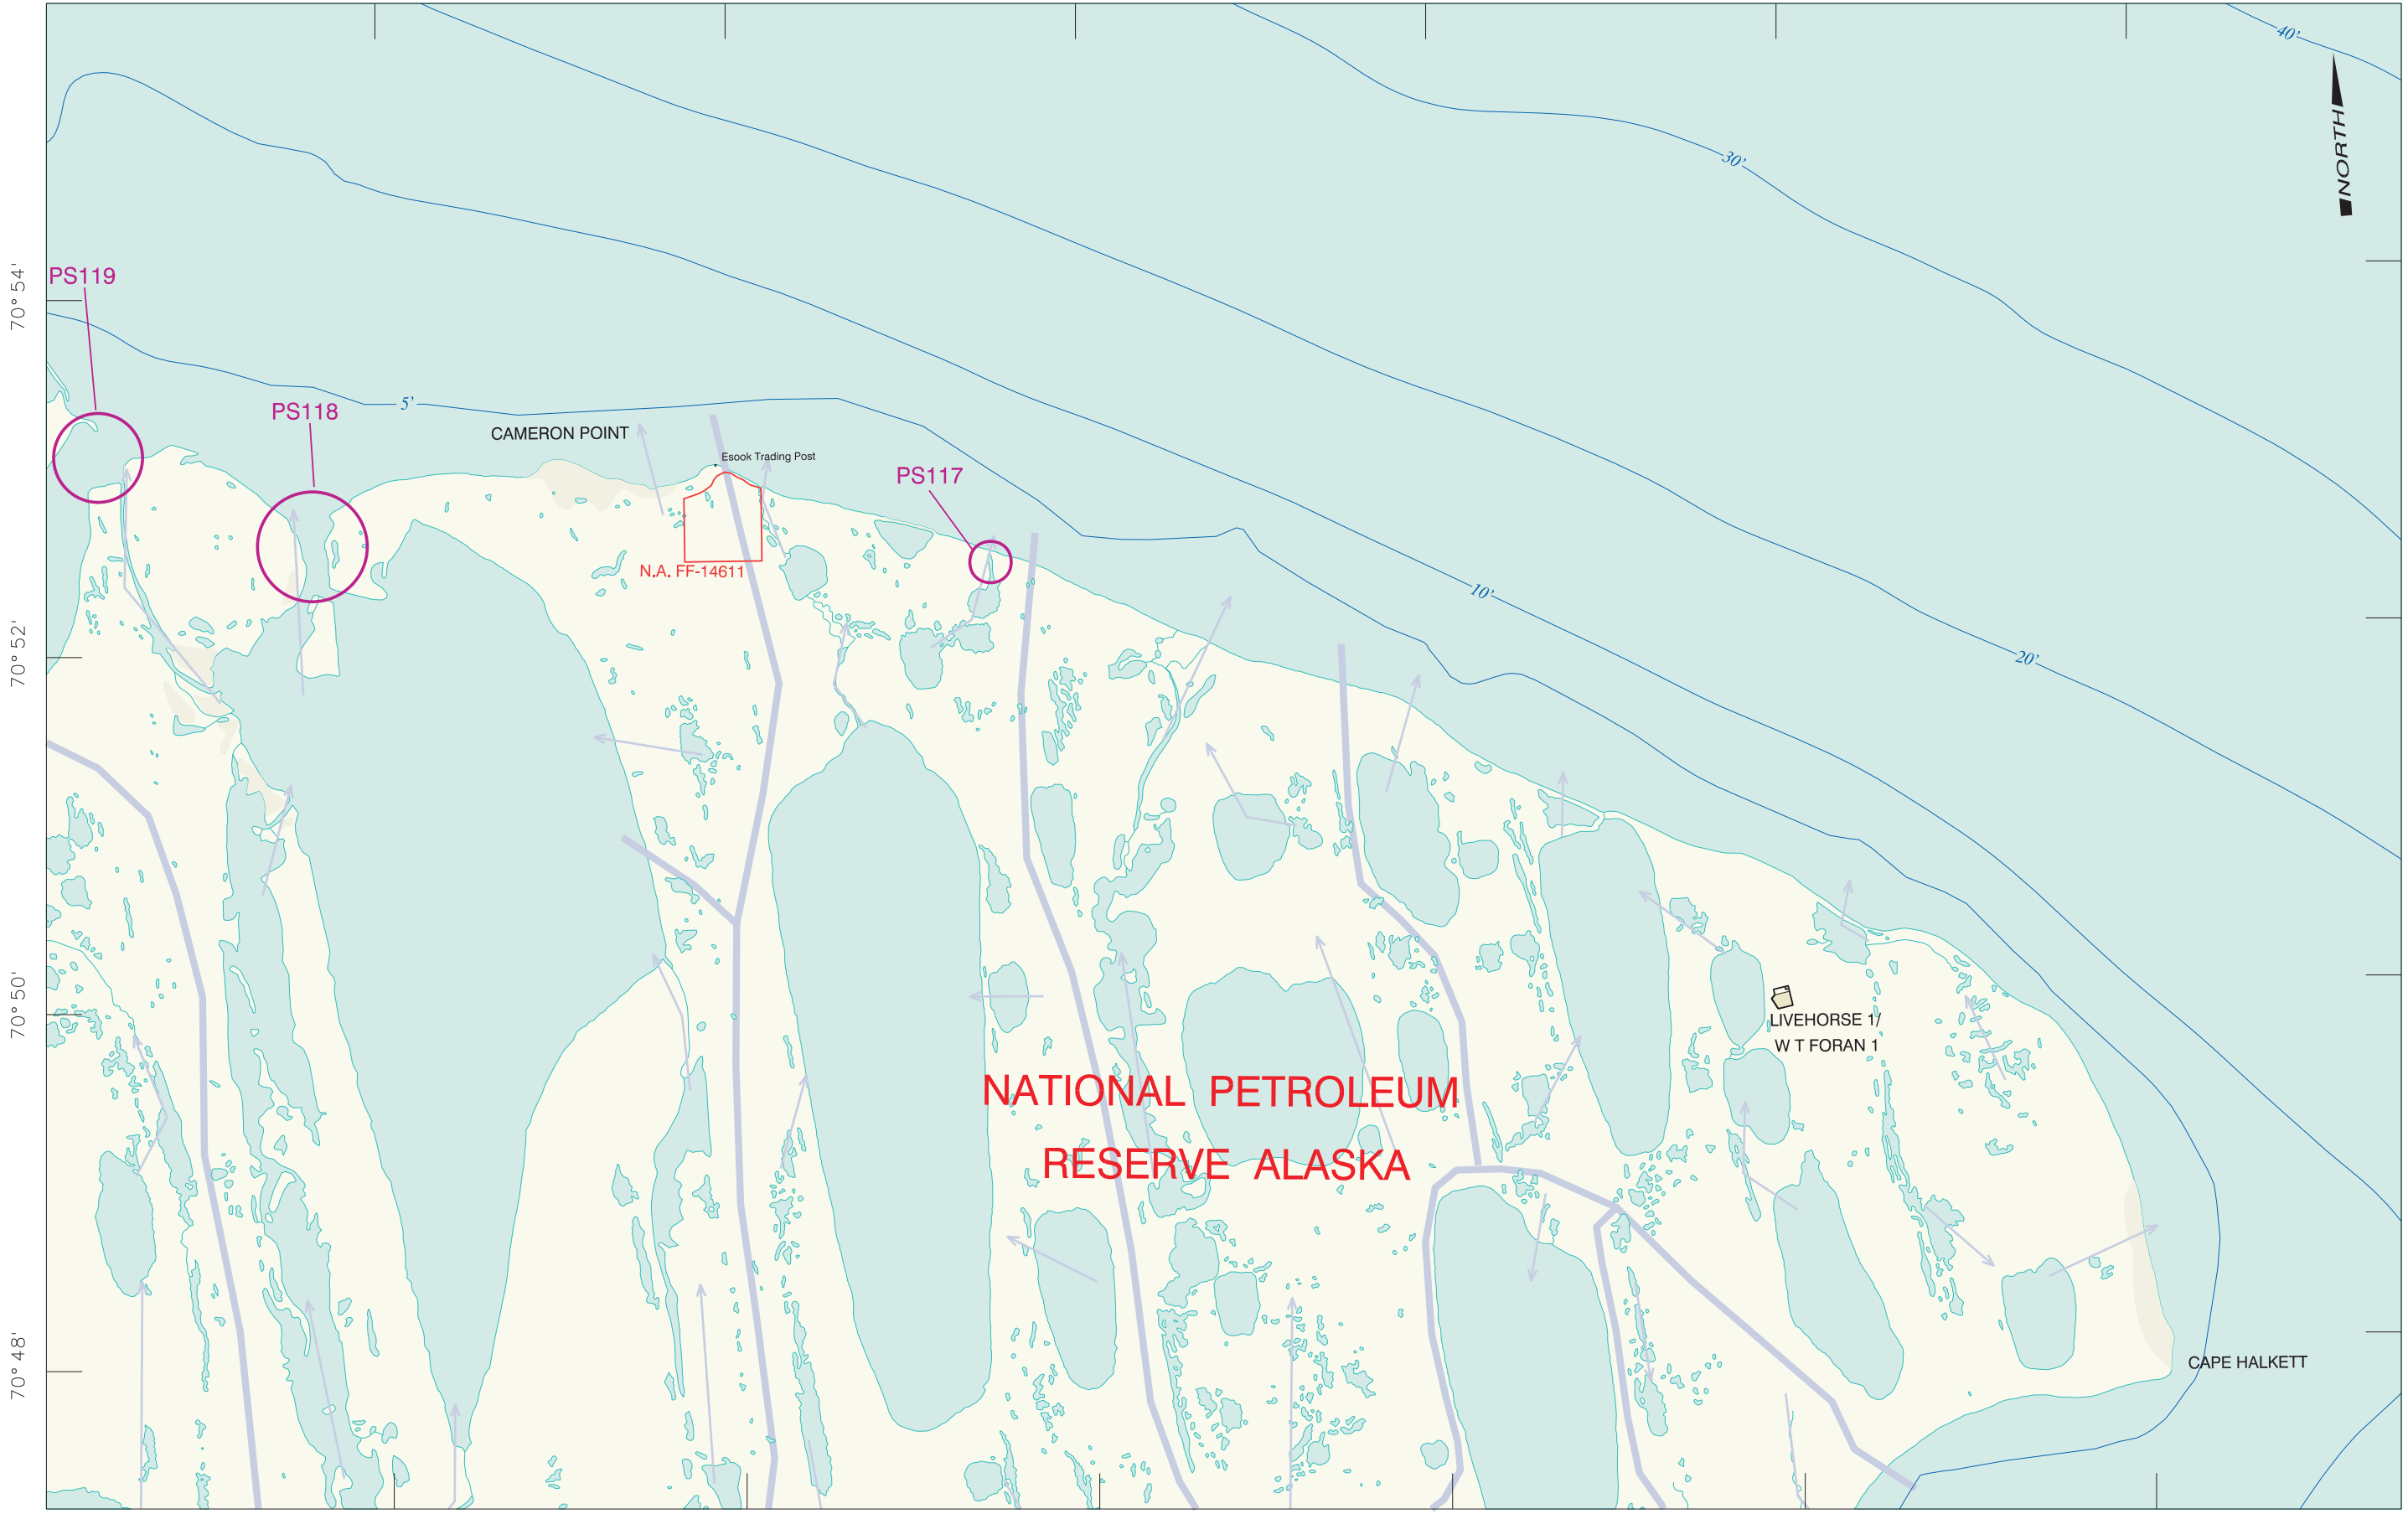 40'
30'
NORTH
70° 54'
PS119
PS118
5'
CAMERON POINT
Esook Trading Post
PS117
N.A. FF-14611
10'
20'
70° 52'
70° 50'
LIVEHORSE 1/
W T FORAN 1
NATIONAL PETROLEUM
RESERVE ALASKA
70° 48'
CAPE HALKETT